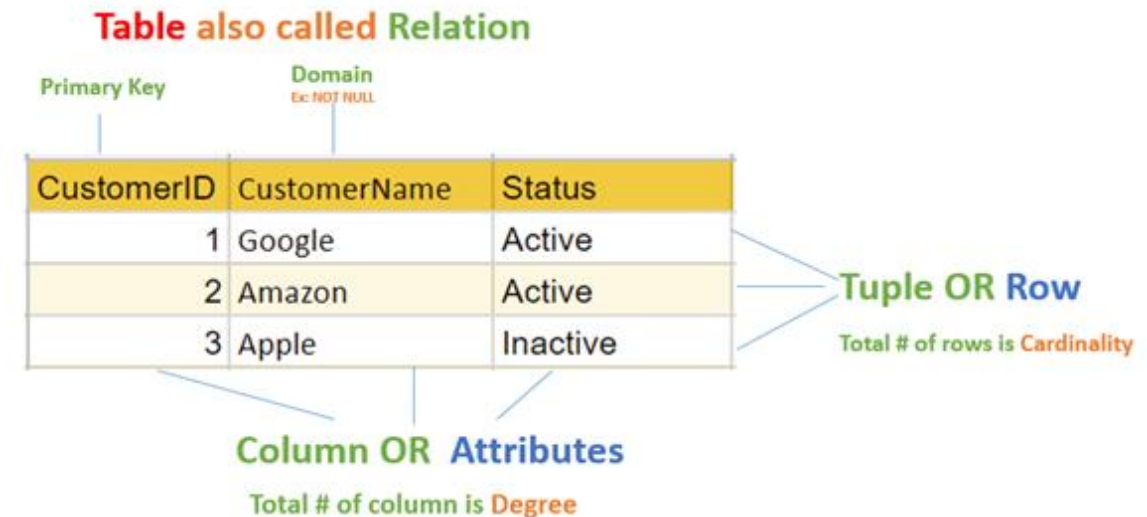 Table also called Relation
Primary Key
Domain
Ex: NOT NULL
CustomerID CustomerName Status
1 Google Active
2 Amazon Active
3 Apple Inactive
Tuple OR Row
Total # of rows is Cardinality
Column OR Attributes
Total # of column is Degree